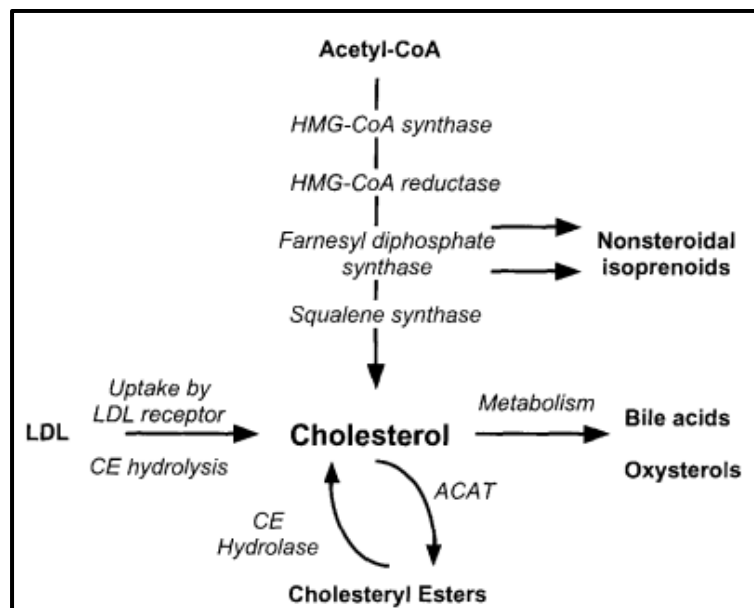 Acetyl-CoA
HMG-CoA synthase
HMG-CoA reductase
Farnesyl diphosphate
synthase
Nonsteroidal
isoprenoids
Squalene synthase
Uptake by
LDL receptor
LDL
CE hydrolysis
Cholesterol
Metabolism
Bile acids
Oxysterols
ACAT
CE
Hydrolase
Cholesteryl Esters